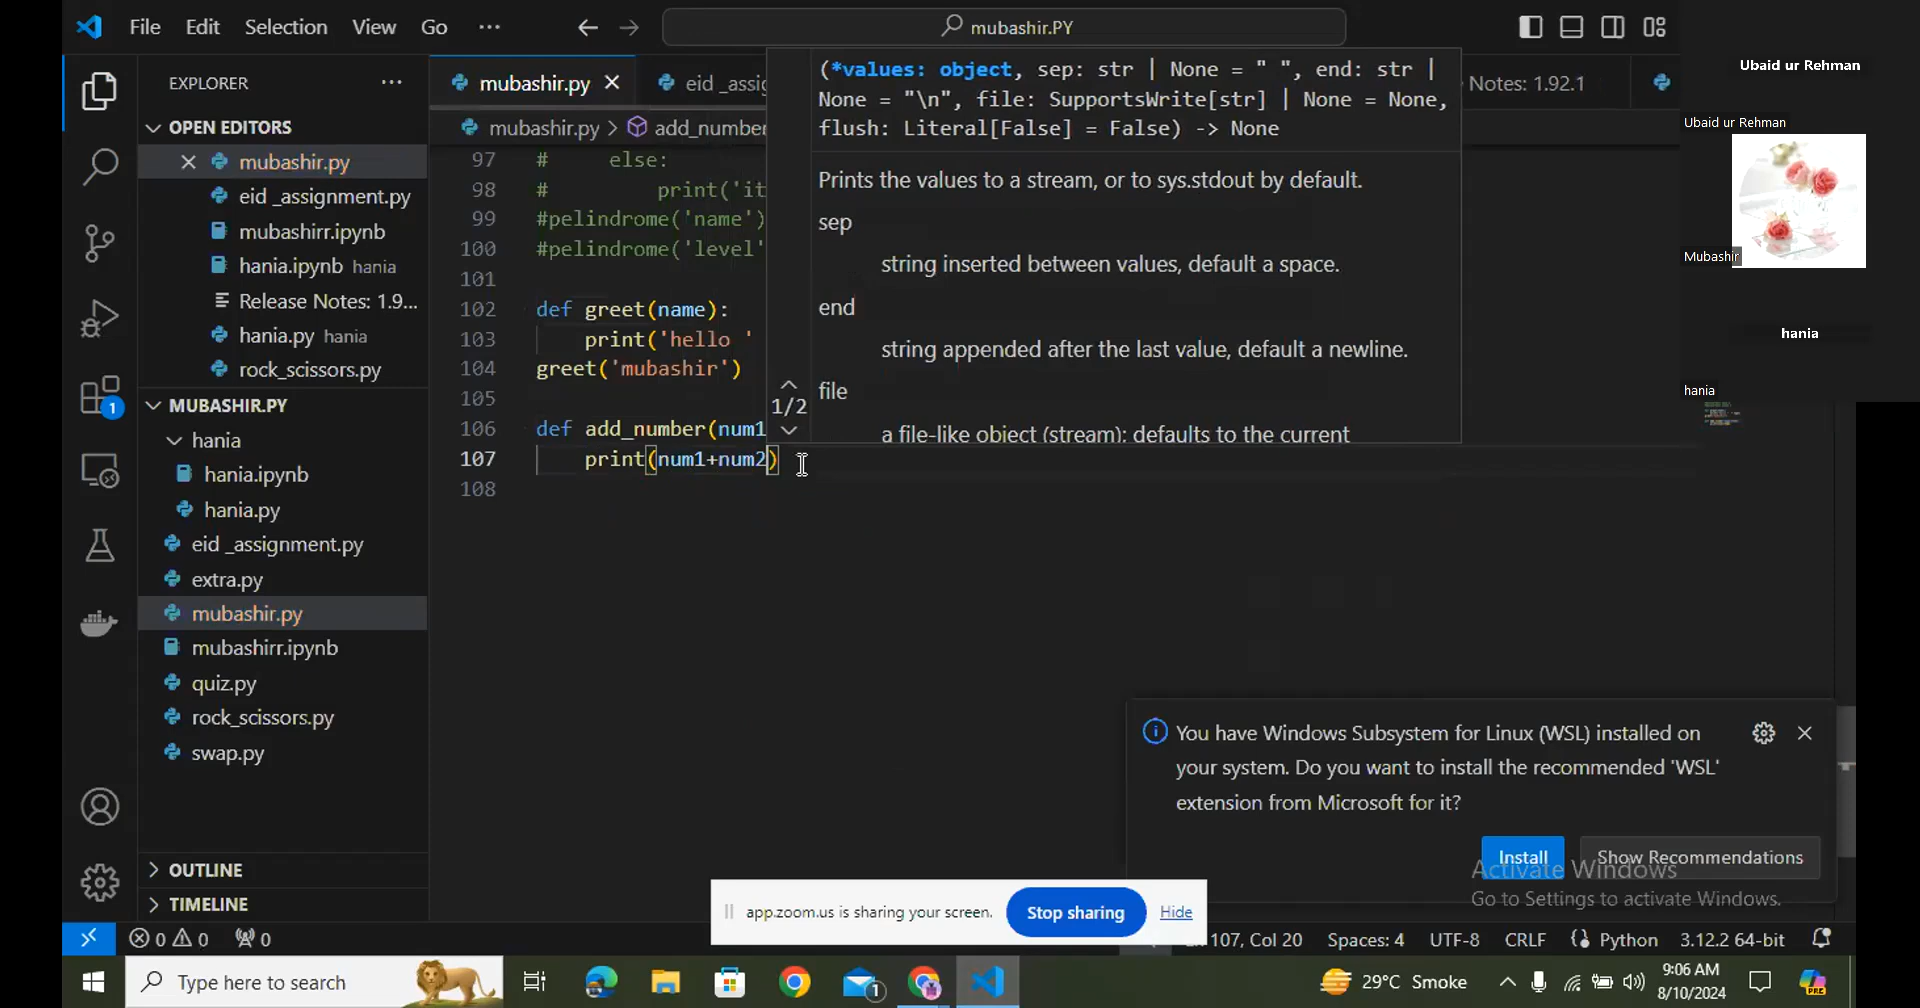 File Edit Selection View Go ··· mubashir.PY
EXPLORER ···
OPEN EDITORS
mubashir.py
eid _assignment.py
mubashirr.ipynb
hania.ipynb hania
Release Notes: 1.9...
hania.py hania
rock_scissors.py
MUBASHIR.PY
hania
hania.ipynb
hania.py
eid _assignment.py
extra.py
mubashir.py
mubashirr.ipynb
quiz.py
rock_scissors.py
swap.py
OUTLINE
TIMELINE
mubashir.py eid _assig Notes: 1.92.1
mubashir.py > add_number
97 # else:
98 # print('it
99 #pelindrome('name')
100 #pelindrome('level'
101
102 def greet(name):
103 print('hello '
104 greet('mubashir')
105
106 def add_number(num1
107 print(num1+num2)
108
(*values: object, sep: str | None = " ", end: str |
None = "\n", file: SupportsWrite[str] | None = None,
flush: Literal[False] = False) -> None
Prints the values to a stream, or to sys.stdout by default.
sep
string inserted between values, default a space.
end
string appended after the last value, default a newline.
file
1/2
a file-like object (stream); defaults to the current
Ubaid ur Rehman
Ubaid ur Rehman
Mubashir
hania
hania
You have Windows Subsystem for Linux (WSL) installed on
your system. Do you want to install the recommended 'WSL'
extension from Microsoft for it?
Install Show Recommendations
Activate Windows
Go to Settings to activate Windows.
app.zoom.us is sharing your screen. Stop sharing Hide
0 0 0 107, Col 20 Spaces: 4 UTF-8 CRLF Python 3.12.2 64-bit
1
Type here to search 1 29°C Smoke 9:06 AM
8/10/2024
PRE